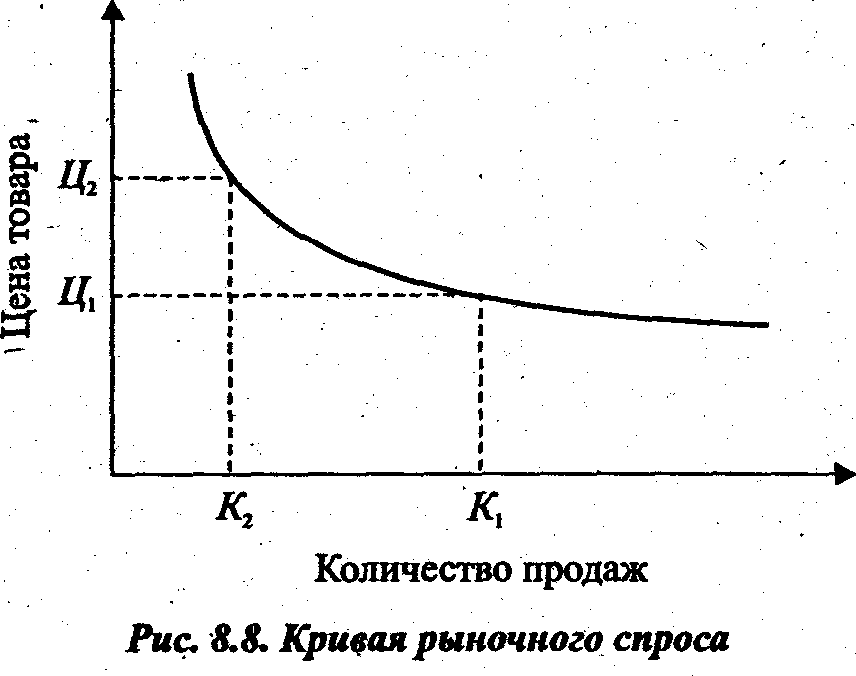 Цена товара
Ц2
Ц1
К2
К1
Количество продаж
Рис. 8.8. Кривая рыночного спроса